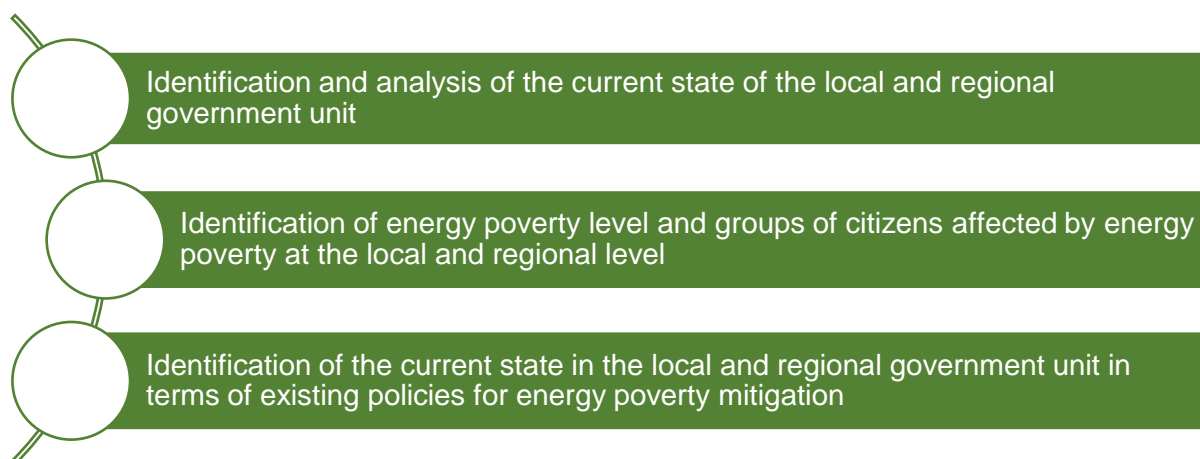 Identification and analysis of the current state of the local and regional
government unit
Identification of energy poverty level and groups of citizens affected by energy
poverty at the local and regional level
Identification of the current state in the local and regional government unit in
terms of existing policies for energy poverty mitigation